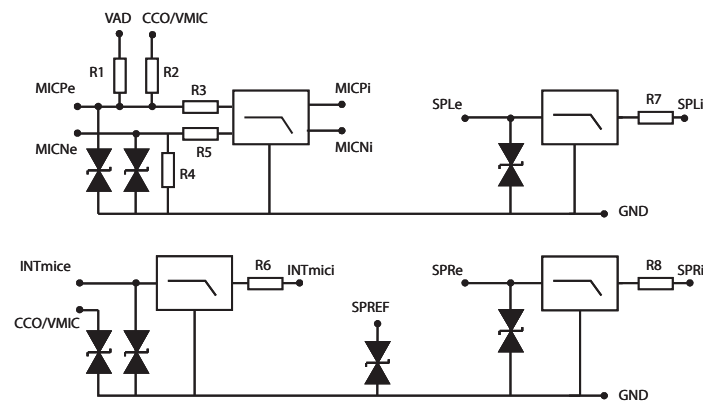 VAD
CCO/VMIC
R1
R2
MICPe
R3
MICPi
MICNe
R5
MICNi
R4
SPLe
R7
SPLi
GND
INTmice
R6
INTmici
CCO/VMIC
SPREF
SPRe
R8
SPRi
GND